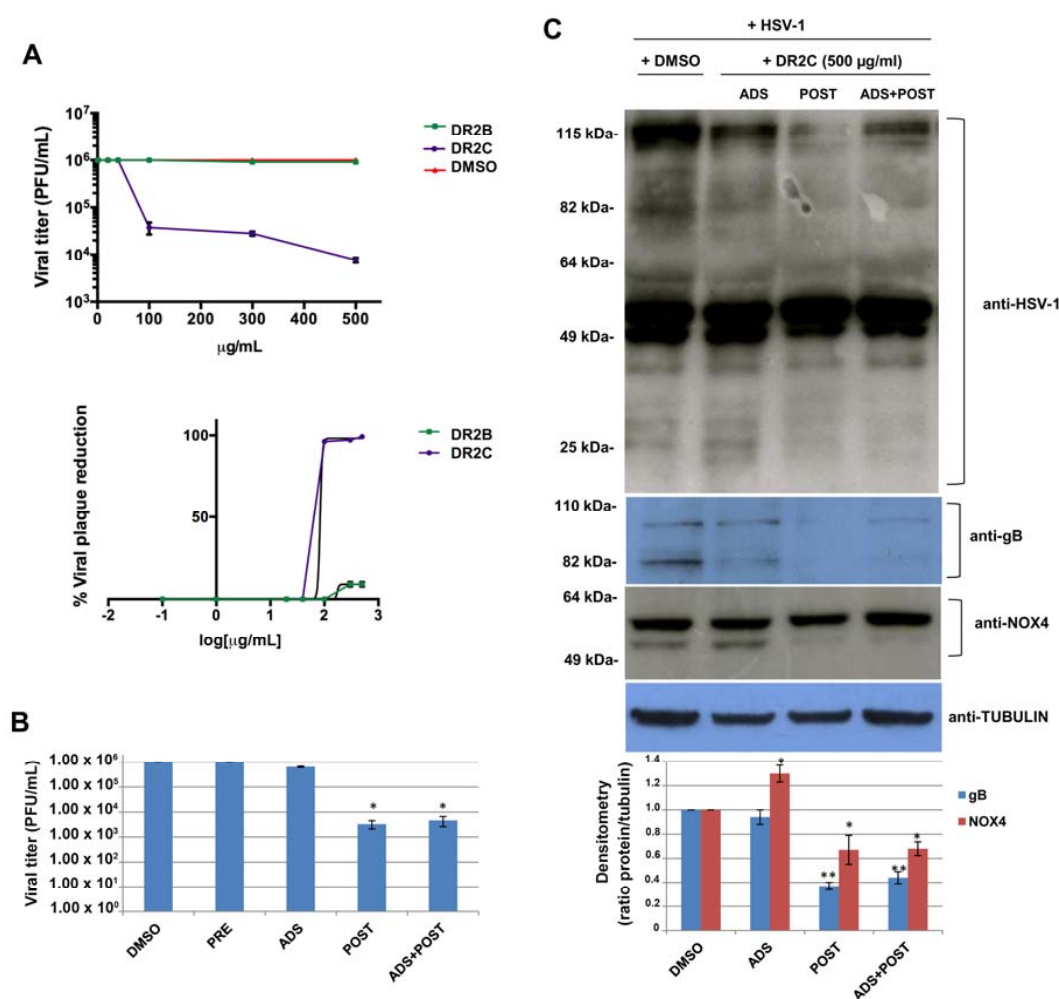 A
Viral titer (PFU/mL)
10⁷
10⁶
10⁵
10⁴
10³
0 100 200 300 400 500
µg/mL
DR2B
DR2C
DMSO
% Viral plaque reduction
100
50
-2 -1 0 1 2 3
log[µg/mL]
DR2B
DR2C
B
Viral titer (PFU/mL)
1.00 x 10⁶
1.00 x 10⁵
1.00 x 10⁴
1.00 x 10³
1.00 x 10²
1.00 x 10¹
1.00 x 10⁰
* *
DMSO PRE ADS POST ADS+POST
C
+ HSV-1
+ DMSO + DR2C (500 µg/ml)
ADS POST ADS+POST
115 kDa-
82 kDa-
64 kDa-
49 kDa-
25 kDa-
anti-HSV-1
110 kDa-
82 kDa-
anti-gB
64 kDa-
49 kDa-
anti-NOX4
anti-TUBULIN
Densitometry
(ratio protein/tubulin)
1.4
1.2
1.0
0.8
0.6
0.4
0.2
0
* ** * ** *
gB
NOX4
DMSO ADS POST ADS+POST